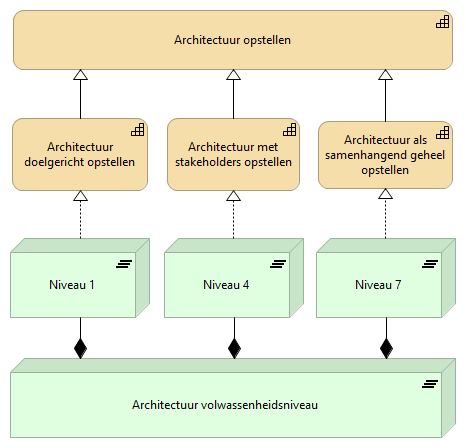 Architectuur opstellen
Architectuur
doelgericht opstellen
Architectuur met
stakeholders opstellen
Architectuur als
samenhangend geheel
opstellen
Niveau 1
Niveau 4
Niveau 7
Architectuur volwassenheidsniveau